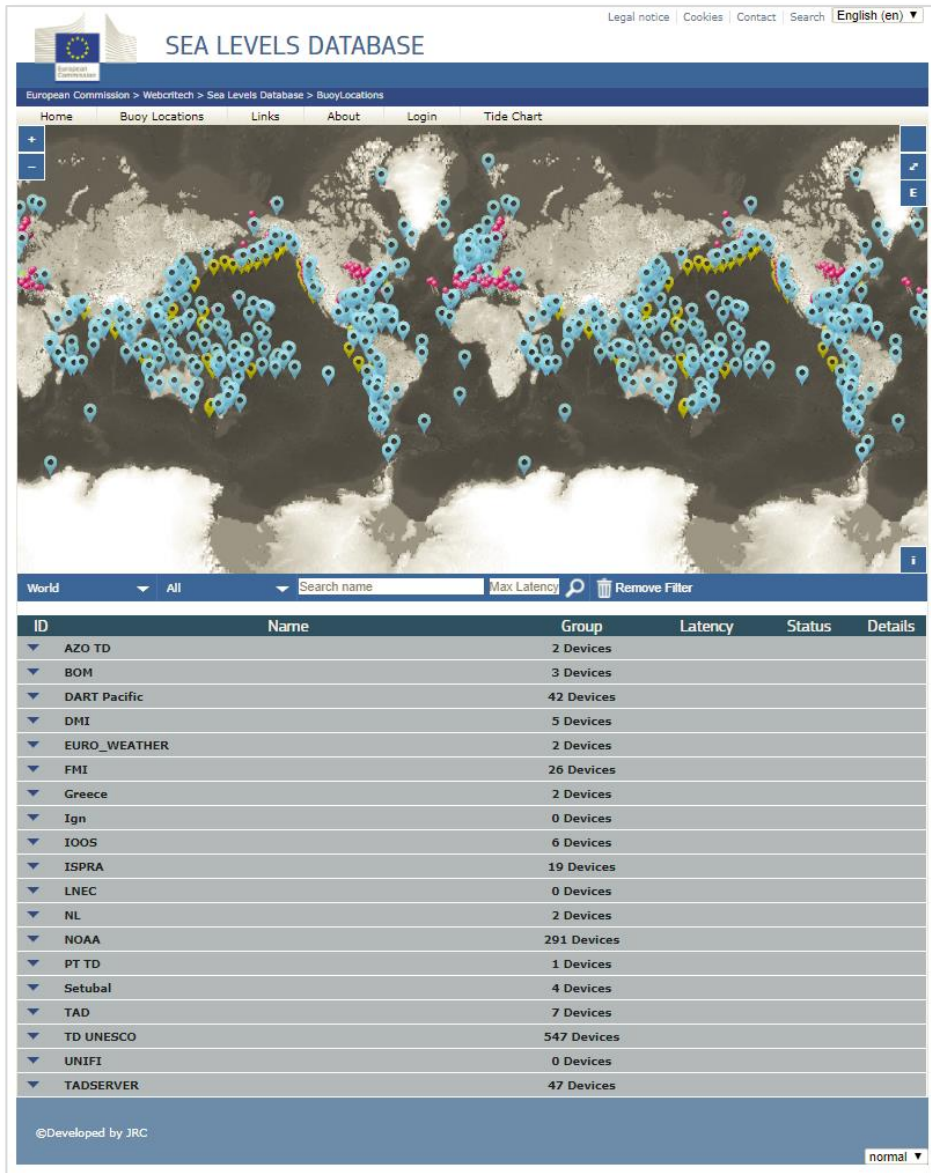 Legal notice | Cookies | Contact | Search English (en) ▼
European
Commission
SEA LEVELS DATABASE
European Commission > Webcritech > Sea Levels Database > BuoyLocations
Home Buoy Locations Links About Login Tide Chart
+
−
E
i
World All Search name Max Latency Remove Filter
ID Name Group Latency Status Details
AZO TD 2 Devices
BOM 3 Devices
DART Pacific 42 Devices
DMI 5 Devices
EURO_WEATHER 2 Devices
FMI 26 Devices
Greece 2 Devices
Ign 0 Devices
IOOS 6 Devices
ISPRA 19 Devices
LNEC 0 Devices
NL 2 Devices
NOAA 291 Devices
PT TD 1 Devices
Setubal 4 Devices
TAD 7 Devices
TD UNESCO 547 Devices
UNIFI 0 Devices
TADSERVER 47 Devices
©Developed by JRC
normal ▼